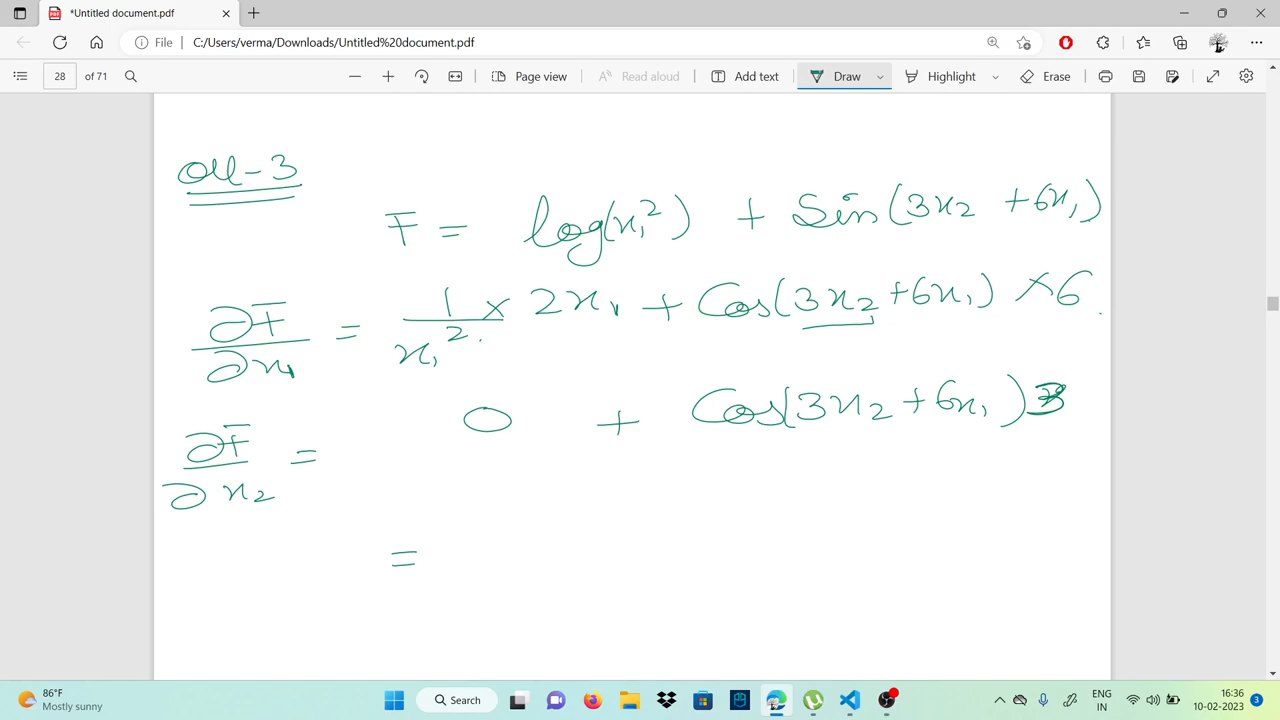 *Untitled document.pdf
File C:/Users/verma/Downloads/Untitled%20document.pdf
28 of 71 Page view Read aloud Add text Draw Highlight Erase
F = log(x₁²) + Sin(3x₂ + 6x₁)
∂F/∂x₁ = 1/x₁² × 2x₁ + Cos(3x₂ + 6x₁) × 6
∂F/∂x₂ = 0 + Cos(3x₂ + 6x₁) 3
=
86°F
Mostly sunny
Search
ENG
IN
16:36
10-02-2023
3